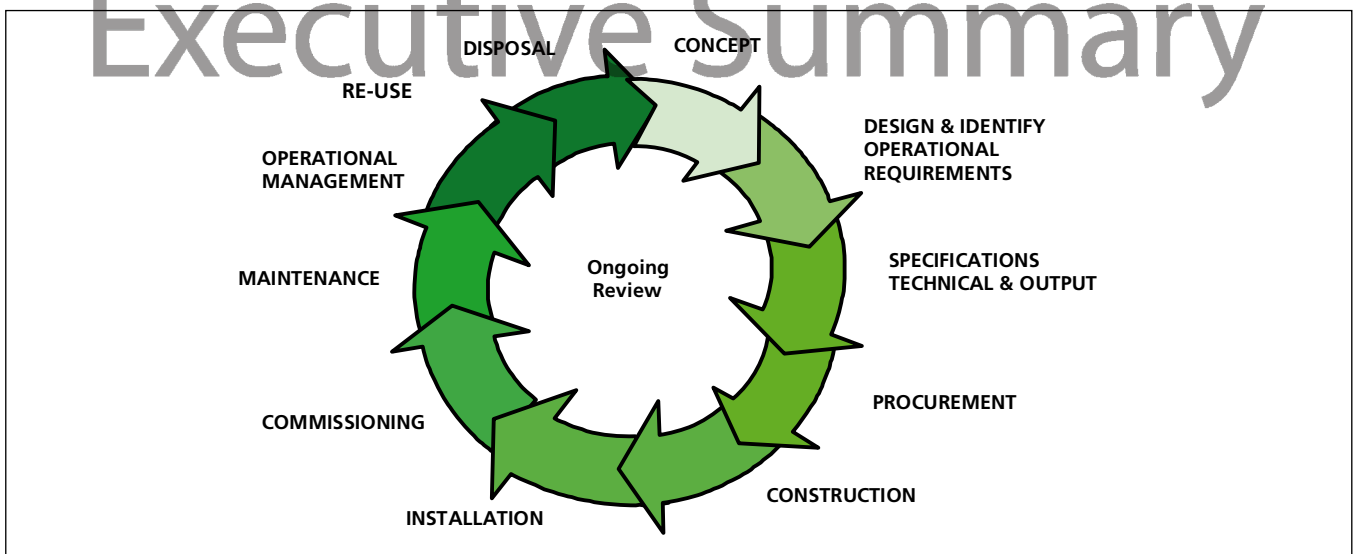 Executive Summary
DISPOSAL
CONCEPT
RE-USE
DESIGN & IDENTIFY
OPERATIONAL
REQUIREMENTS
OPERATIONAL
MANAGEMENT
Ongoing
Review
SPECIFICATIONS
TECHNICAL & OUTPUT
MAINTENANCE
PROCUREMENT
COMMISSIONING
CONSTRUCTION
INSTALLATION